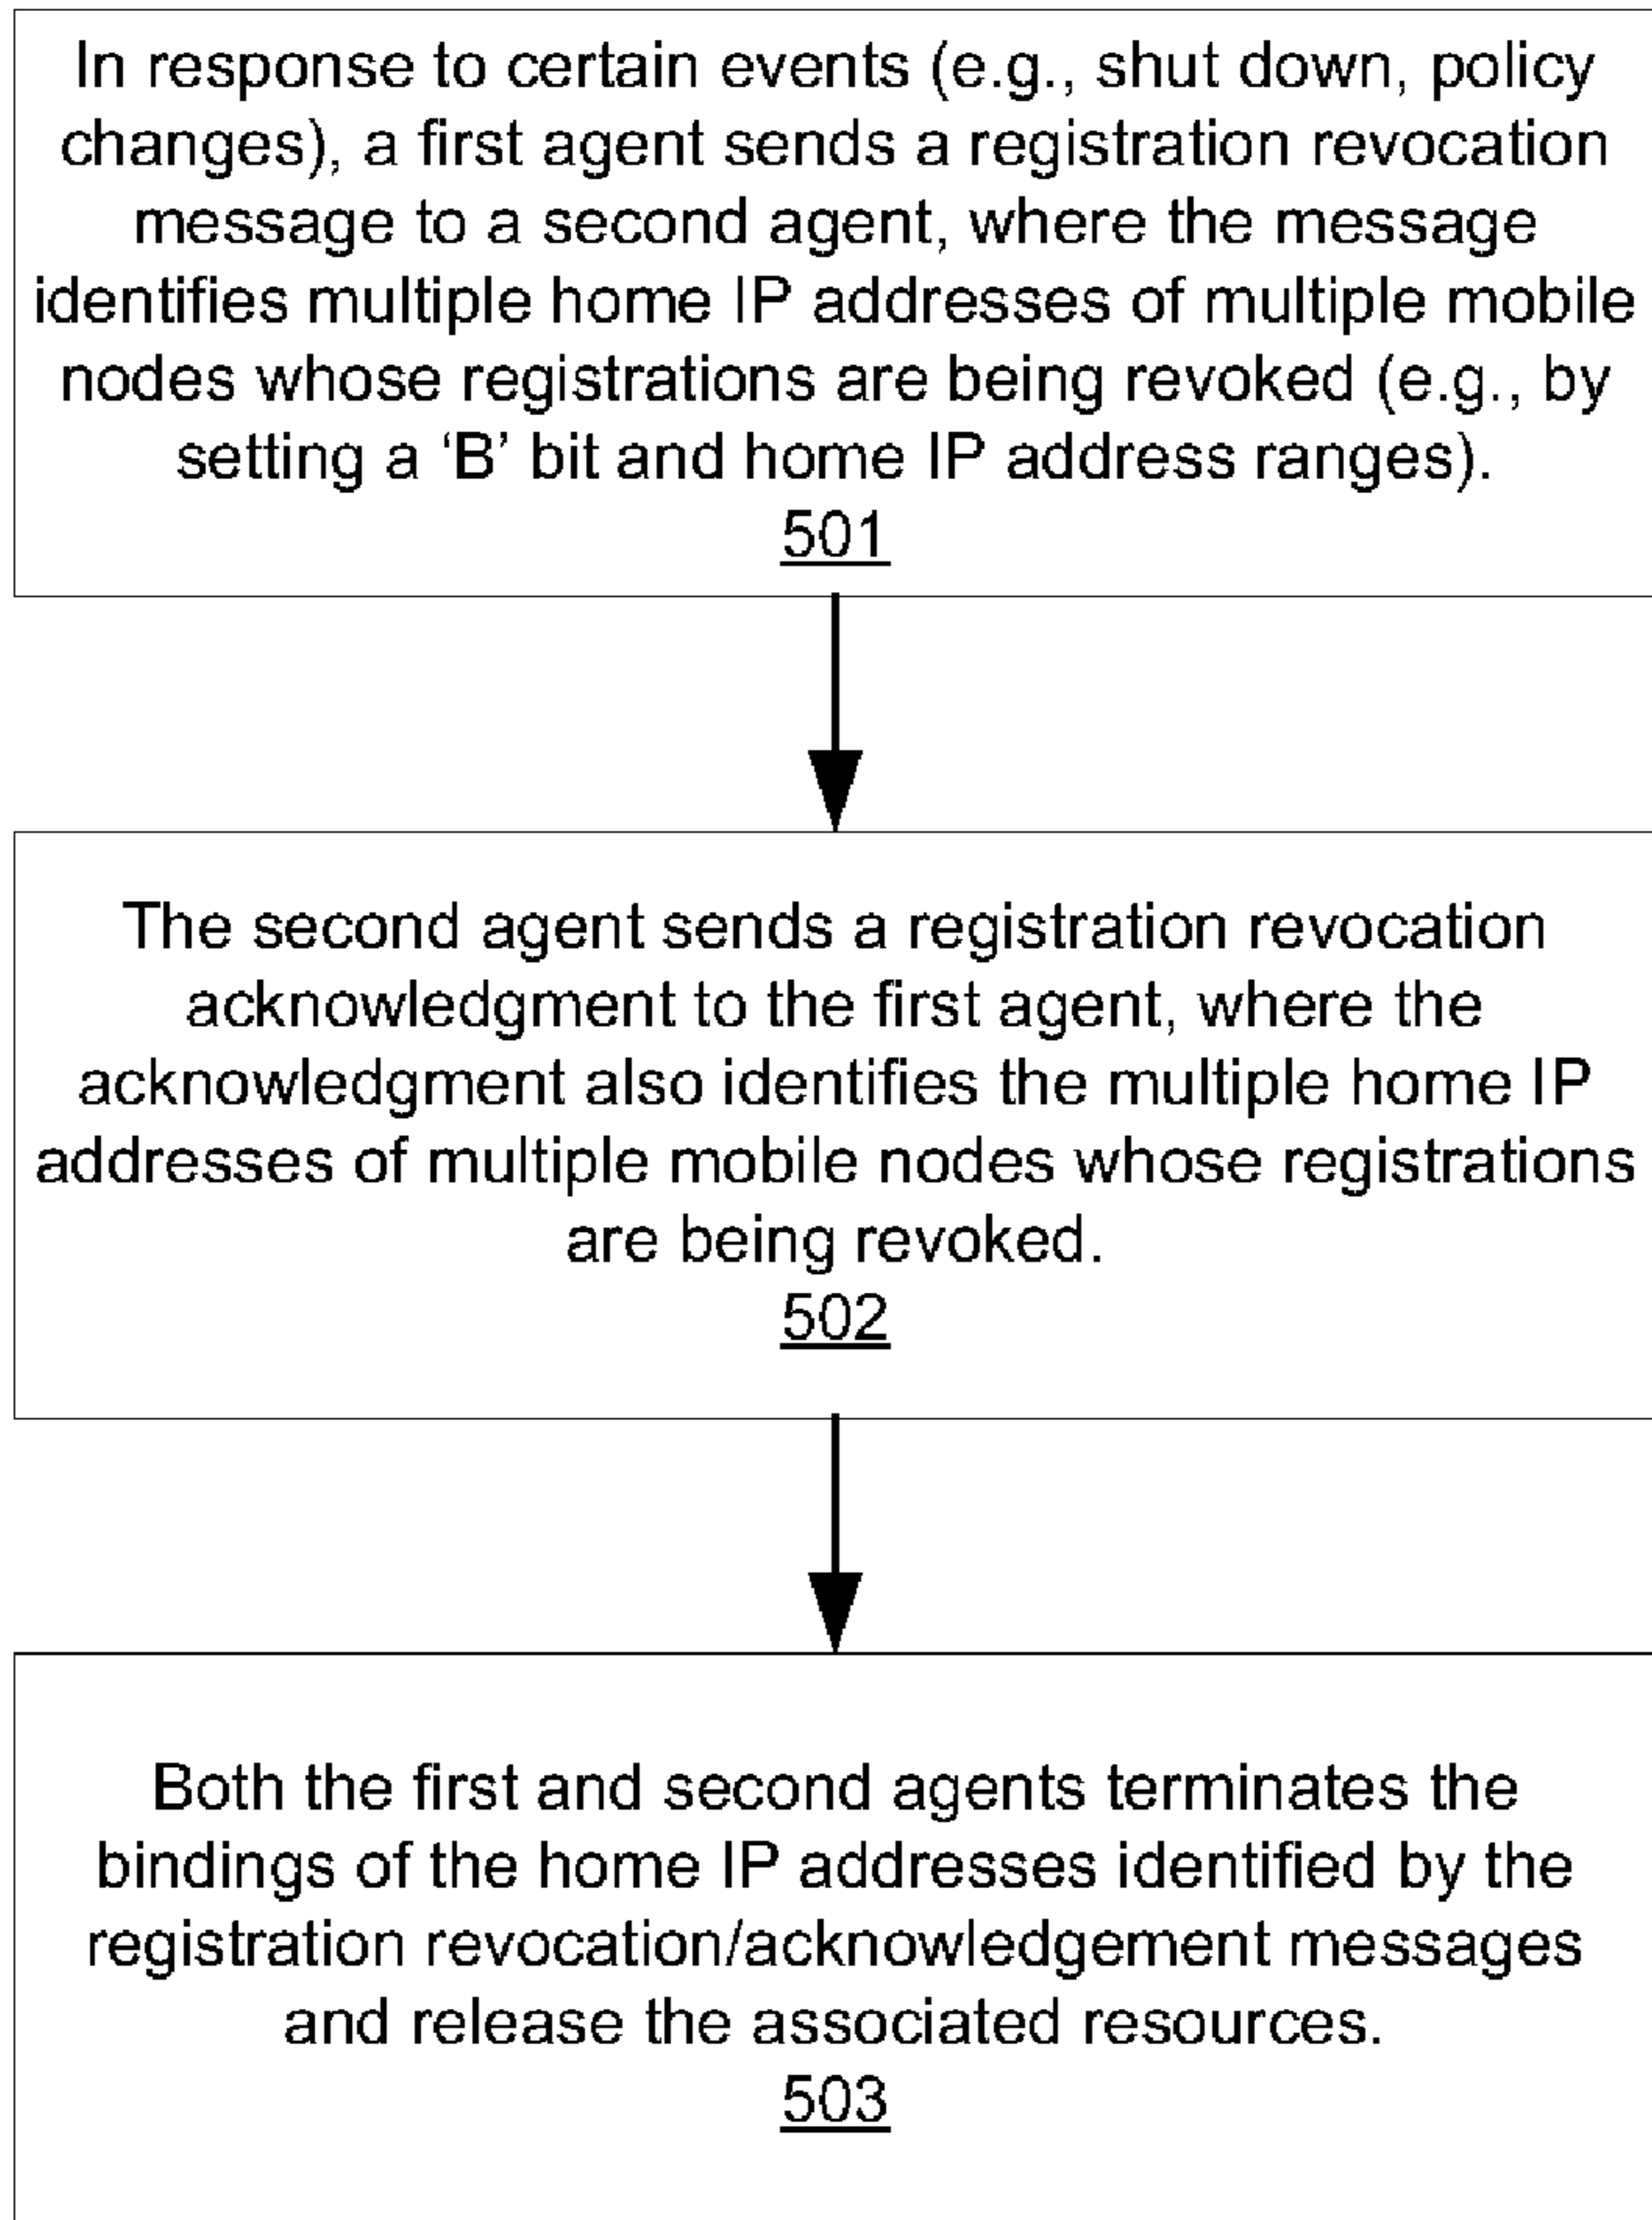 In response to certain events (e.g., shut down, policy
changes), a first agent sends a registration revocation
message to a second agent, where the message
identifies multiple home IP addresses of multiple mobile
nodes whose registrations are being revoked (e.g., by
setting a ‘B’ bit and home IP address ranges).
501
The second agent sends a registration revocation
acknowledgment to the first agent, where the
acknowledgment also identifies the multiple home IP
addresses of multiple mobile nodes whose registrations
are being revoked.
502
Both the first and second agents terminates the
bindings of the home IP addresses identified by the
registration revocation/acknowledgement messages
and release the associated resources.
503